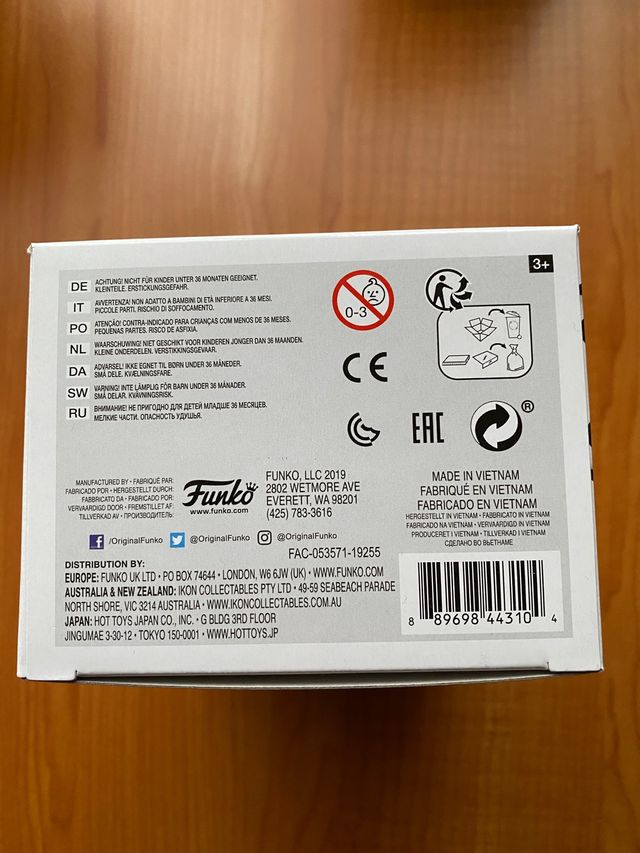 3+
DE ACHTUNG! NICHT FÜR KINDER UNTER 36 MONATEN GEEIGNET.
KLEINTEILE. ERSTICKUNGSGEFAHR.
IT AVVERTENZA! NON ADATTO A BAMBINI DI ETÀ INFERIORE A 36 MESI.
PICCOLE PARTI. RISCHIO DI SOFFOCAMENTO.
PO ATENÇÃO! CONTRA-INDICADO PARA CRIANÇAS COM MENOS DE 36 MESES.
PEQUENAS PARTES. RISCO DE ASFIXIA.
NL WAARSCHUWING! NIET GESCHIKT VOOR KINDEREN JONGER DAN 36 MAANDEN.
KLEINE ONDERDELEN. VERSTIKKINGSGEVAAR.
DA ADVARSEL! IKKE EGNET TIL BØRN UNDER 36 MÅNEDER.
SMÅ DELE. KVÆLNINGSFARE.
SW VARNING! INTE LÄMPLIG FÖR BARN UNDER 36 MÅNADER.
SMÅ DELAR. KVÄVNINGSRISK.
RU ВНИМАНИЕ! НЕ ПРИГОДНО ДЛЯ ДЕТЕЙ МЛАДШЕ 36 МЕСЯЦЕВ.
МЕЛКИЕ ЧАСТИ. ОПАСНОСТЬ УДУШЬЯ.
0-3
CE
EAC
®
MANUFACTURED BY • FABRIQUÉ PAR:
FABRICADO POR • HERGESTELLT DURCH:
FABBRICATO DA • FABRICADO POR:
VERVAARDIGD DOOR • FREMSTILLET AF:
TILLVERKAD AV • ПРОИЗВОДИТЕЛЬ:
Funko
www.funko.com
FUNKO, LLC 2019
2802 WETMORE AVE
EVERETT, WA 98201
(425) 783-3616
MADE IN VIETNAM
FABRIQUÉ EN VIETNAM
FABRICADO EN VIETNAM
HERGESTELLT IN VIETNAM • FABBRICATO IN VIETNAM
FABRICADO NA VIETNAM • VERVAARDIGD IN VIETNAM
PRODUCERET I VIETNAM • TILLVERKAD I VIETNAM
СДЕЛАНО ВО ВЬЕТНАМЕ
f /OriginalFunko @OriginalFunko @OriginalFunko
FAC-053571-19255
DISTRIBUTION BY:
EUROPE: FUNKO UK LTD • PO BOX 74644 • LONDON, W6 6JW (UK) • WWW.FUNKO.COM
AUSTRALIA & NEW ZEALAND: IKON COLLECTABLES PTY LTD • 49-59 SEABEACH PARADE
NORTH SHORE, VIC 3214 AUSTRALIA • WWW.IKONCOLLECTABLES.COM.AU
JAPAN: HOT TOYS JAPAN CO., INC. • G BLDG 3RD FLOOR
JINGUMAE 3-30-12 • TOKYO 150-0001 • WWW.HOTTOYS.JP
8 89698 44310 4